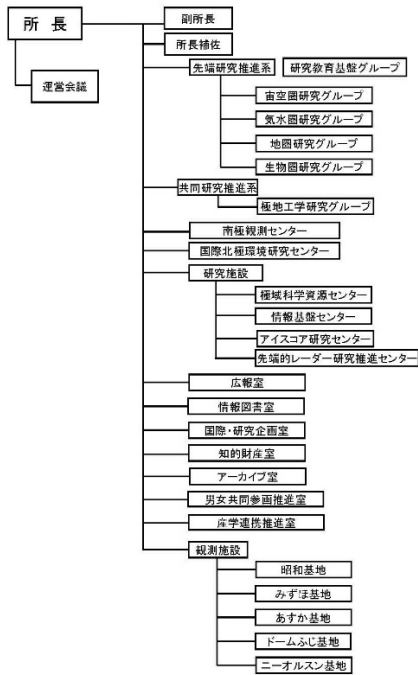 所長
副所長
所長補佐
運営会議
先端研究推進系
研究教育基盤グループ
宙空圏研究グループ
気水圏研究グループ
地圏研究グループ
生物圏研究グループ
共同研究推進系
極地工学研究グループ
南極観測センター
国際北極環境研究センター
研究施設
極域科学資源センター
情報基盤センター
アイスコア研究センター
先端的レーダー研究推進センター
広報室
情報図書室
国際・研究企画室
知的財産室
アーカイブ室
男女共同参画推進室
産学連携推進室
観測施設
昭和基地
みずほ基地
あすか基地
ドームふじ基地
ニーオルスン基地